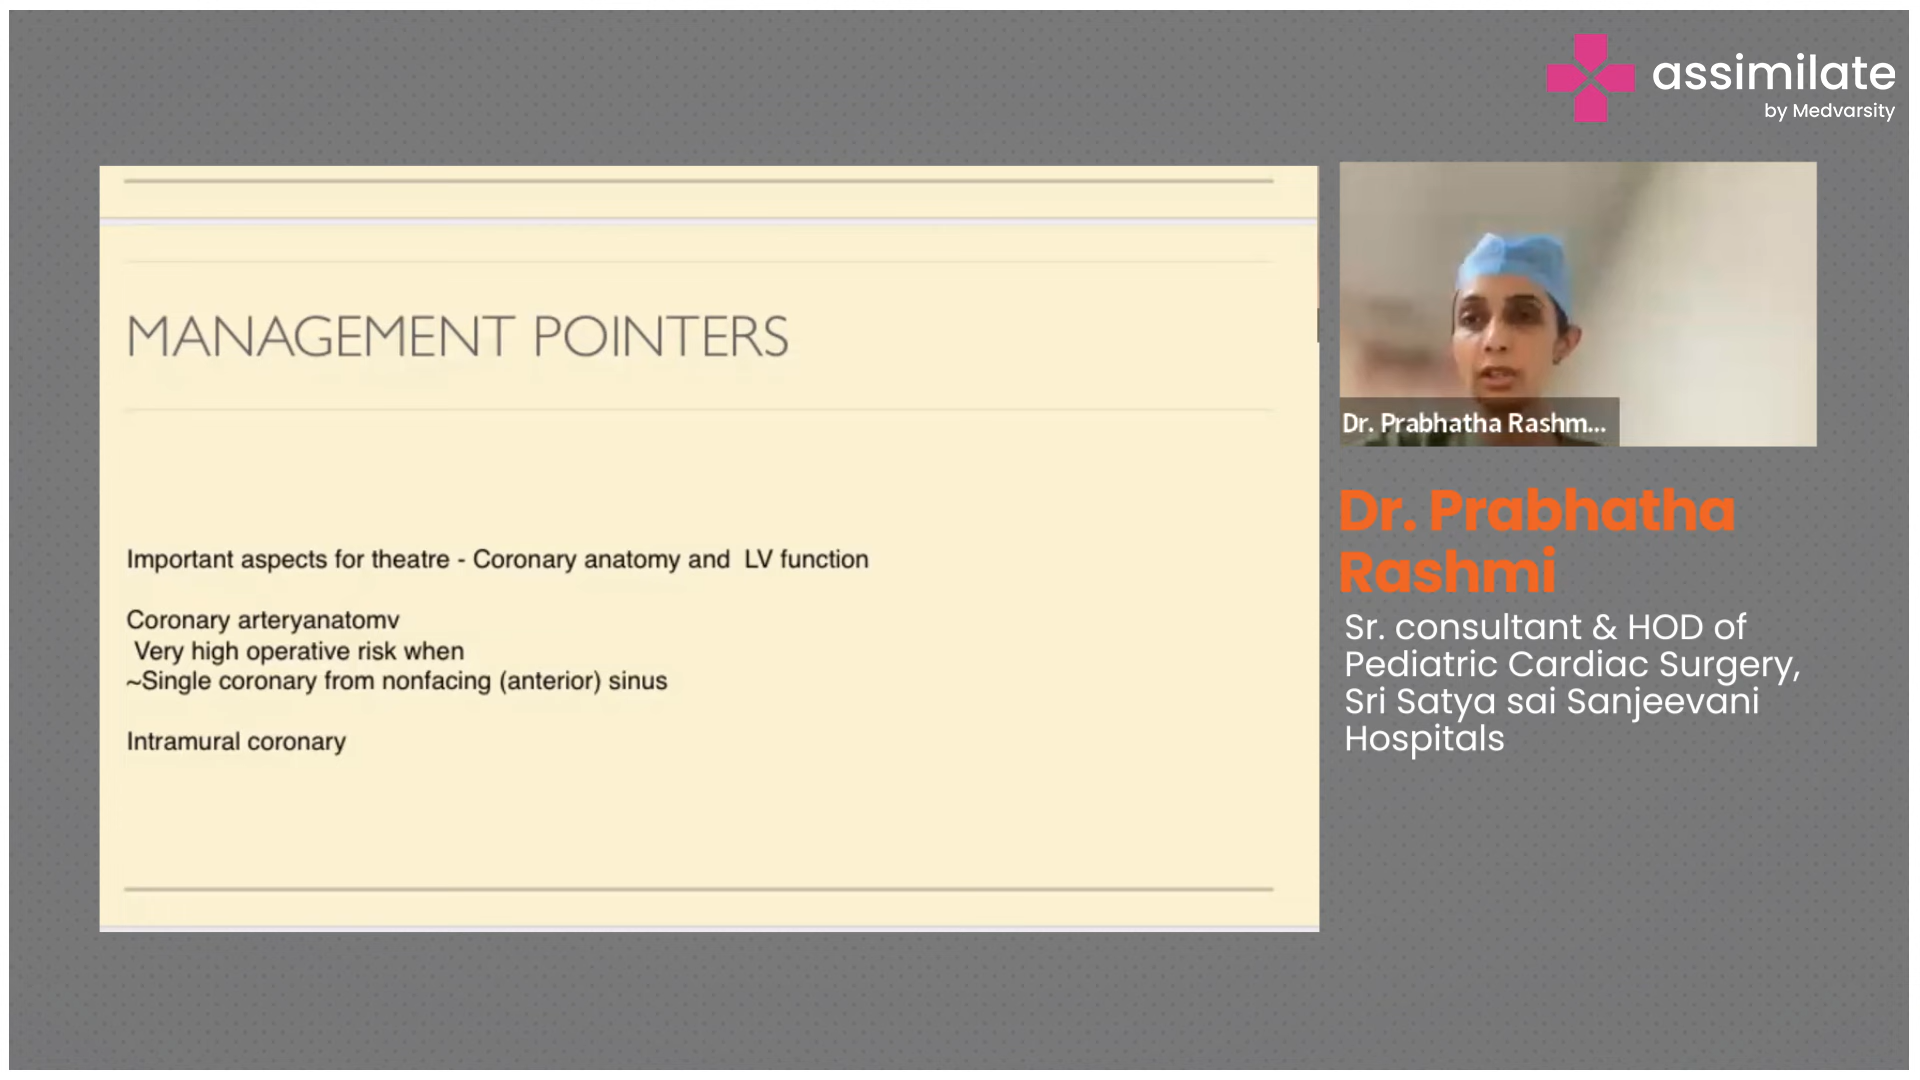 assimilate
by Medvarsity
MANAGEMENT POINTERS
Important aspects for theatre - Coronary anatomy and LV function
Coronary arteryanatomv
Very high operative risk when
~Single coronary from nonfacing (anterior) sinus
Intramural coronary
Dr. Prabhatha Rashm...
Dr. Prabhatha
Rashmi
Sr. consultant & HOD of
Pediatric Cardiac Surgery,
Sri Satya sai Sanjeevani
Hospitals